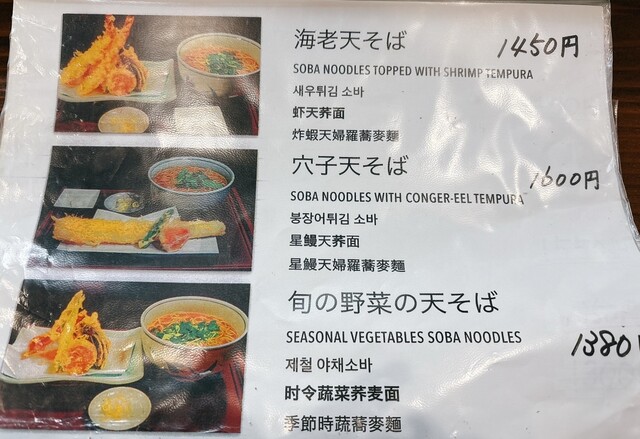 海老天そば 1450円
SOBA NOODLES TOPPED WITH SHRIMP TEMPURA
새우튀김 소바
虾天荞面
炸蝦天婦羅蕎麥麵
穴子天そば 1600円
SOBA NOODLES WITH CONGER-EEL TEMPURA
붕장어튀김 소바
星鳗天荞面
星鰻天婦羅蕎麥麵
旬の野菜の天そば 1380円
SEASONAL VEGETABLES SOBA NOODLES
제철 야채소바
时令蔬菜荞麦面
季節時蔬蕎麥麵